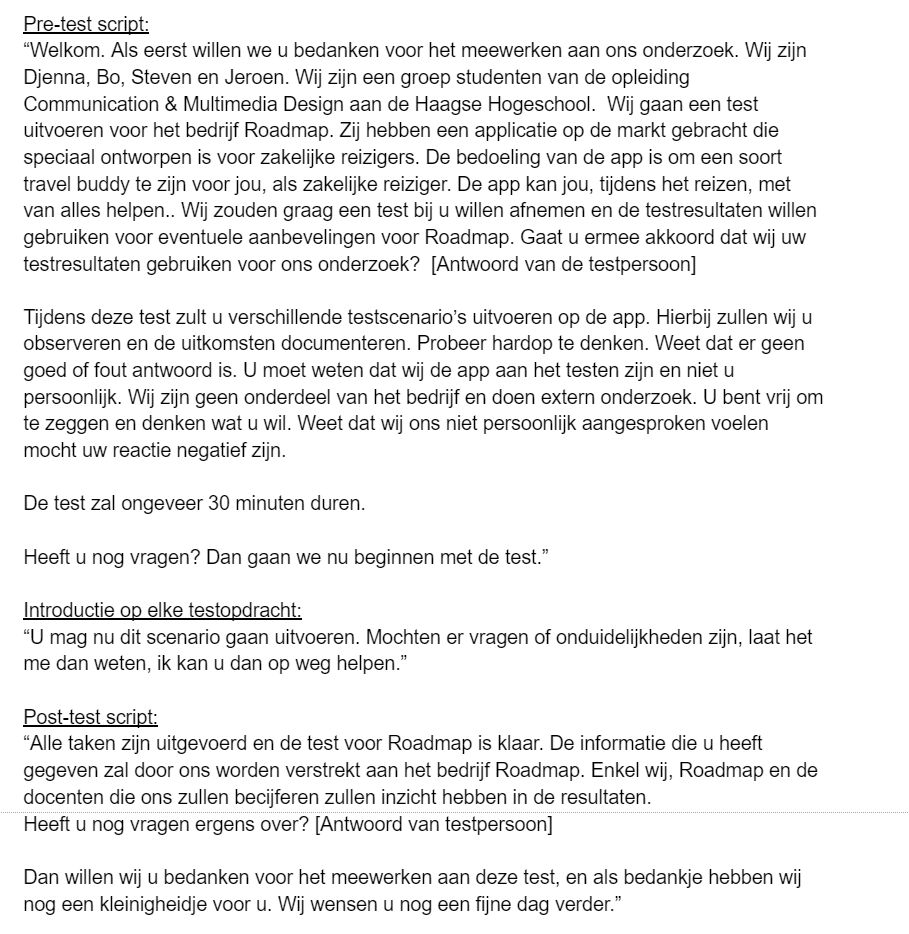 Pre-test script:
“Welkom. Als eerst willen we u bedanken voor het meewerken aan ons onderzoek. Wij zijn
Djenna, Bo, Steven en Jeroen. Wij zijn een groep studenten van de opleiding
Communication & Multimedia Design aan de Haagse Hogeschool.  Wij gaan een test
uitvoeren voor het bedrijf Roadmap. Zij hebben een applicatie op de markt gebracht die
speciaal ontworpen is voor zakelijke reizigers. De bedoeling van de app is om een soort
travel buddy te zijn voor jou, als zakelijke reiziger. De app kan jou, tijdens het reizen, met
van alles helpen.. Wij zouden graag een test bij u willen afnemen en de testresultaten willen
gebruiken voor eventuele aanbevelingen voor Roadmap. Gaat u ermee akkoord dat wij uw
testresultaten gebruiken voor ons onderzoek?  [Antwoord van de testpersoon]

Tijdens deze test zult u verschillende testscenario’s uitvoeren op de app. Hierbij zullen wij u
observeren en de uitkomsten documenteren. Probeer hardop te denken. Weet dat er geen
goed of fout antwoord is. U moet weten dat wij de app aan het testen zijn en niet u
persoonlijk. Wij zijn geen onderdeel van het bedrijf en doen extern onderzoek. U bent vrij om
te zeggen en denken wat u wil. Weet dat wij ons niet persoonlijk aangesproken voelen
mocht uw reactie negatief zijn.

De test zal ongeveer 30 minuten duren.

Heeft u nog vragen? Dan gaan we nu beginnen met de test.”

Introductie op elke testopdracht:
“U mag nu dit scenario gaan uitvoeren. Mochten er vragen of onduidelijkheden zijn, laat het
me dan weten, ik kan u dan op weg helpen.”

Post-test script:
“Alle taken zijn uitgevoerd en de test voor Roadmap is klaar. De informatie die u heeft
gegeven zal door ons worden verstrekt aan het bedrijf Roadmap. Enkel wij, Roadmap en de
docenten die ons zullen becijferen zullen inzicht hebben in de resultaten.
Heeft u nog vragen ergens over? [Antwoord van testpersoon]

Dan willen wij u bedanken voor het meewerken aan deze test, en als bedankje hebben wij
nog een kleinigheidje voor u. Wij wensen u nog een fijne dag verder.”